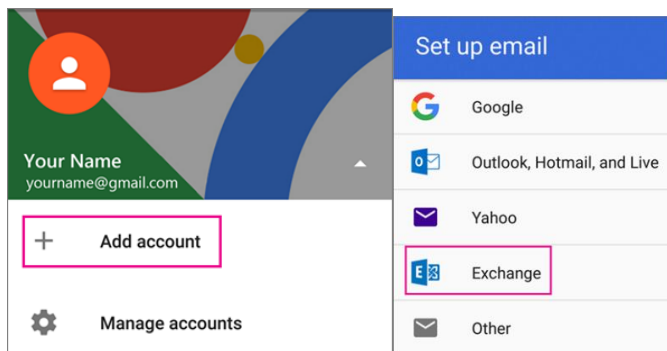 Your Name
yourname@gmail.com
Add account
Manage accounts
Set up email
Google
Outlook, Hotmail, and Live
Yahoo
Exchange
Other